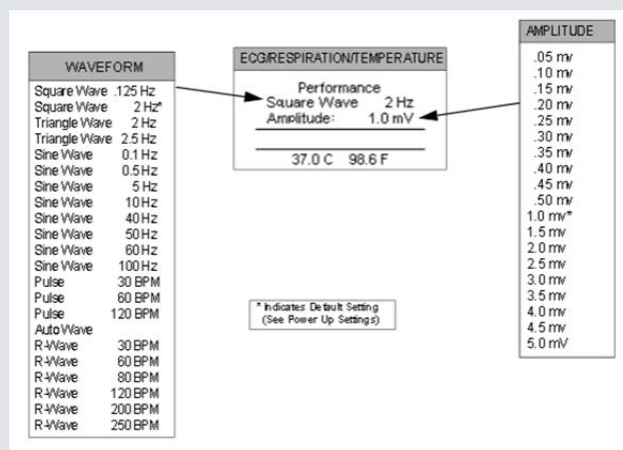 WAVEFORM
Square Wave .125 Hz
Square Wave 2 Hz*
Triangle Wave 2 Hz
Triangle Wave 2.5 Hz
Sine Wave 0.1 Hz
Sine Wave 0.5 Hz
Sine Wave 5 Hz
Sine Wave 10 Hz
Sine Wave 40 Hz
Sine Wave 50 Hz
Sine Wave 60 Hz
Sine Wave 100 Hz
Pulse 30 BPM
Pulse 60 BPM
Pulse 120 BPM
Auto Wave
R-Wave 30 BPM
R-Wave 60 BPM
R-Wave 80 BPM
R-Wave 120 BPM
R-Wave 200 BPM
R-Wave 250 BPM
ECG/RESPIRATION/TEMPERATURE
Performance
Square Wave 2 Hz
Amplitude: 1.0 mV
37.0 C 98.6 F
* Indicates Default Setting
(See Power Up Settings)
AMPLITUDE
.05 mv
.10 mv
.15 mv
.20 mv
.25 mv
.30 mv
.35 mv
.40 mv
.45 mv
.50 mv
1.0 mv*
1.5 mv
2.0 mv
2.5 mv
3.0 mv
3.5 mv
4.0 mv
4.5 mv
5.0 mV